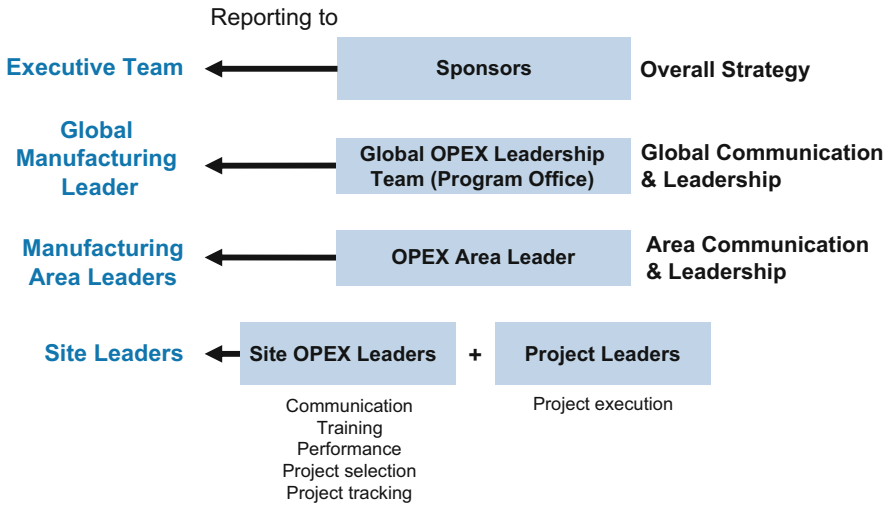 Reporting to
Executive Team
Sponsors
Overall Strategy
Global
Manufacturing
Leader
Global OPEX Leadership
Team (Program Office)
Global Communication
& Leadership
Manufacturing
Area Leaders
OPEX Area Leader
Area Communication
& Leadership
Site Leaders
Site OPEX Leaders
+
Project Leaders
Communication
Training
Performance
Project selection
Project tracking
Project execution